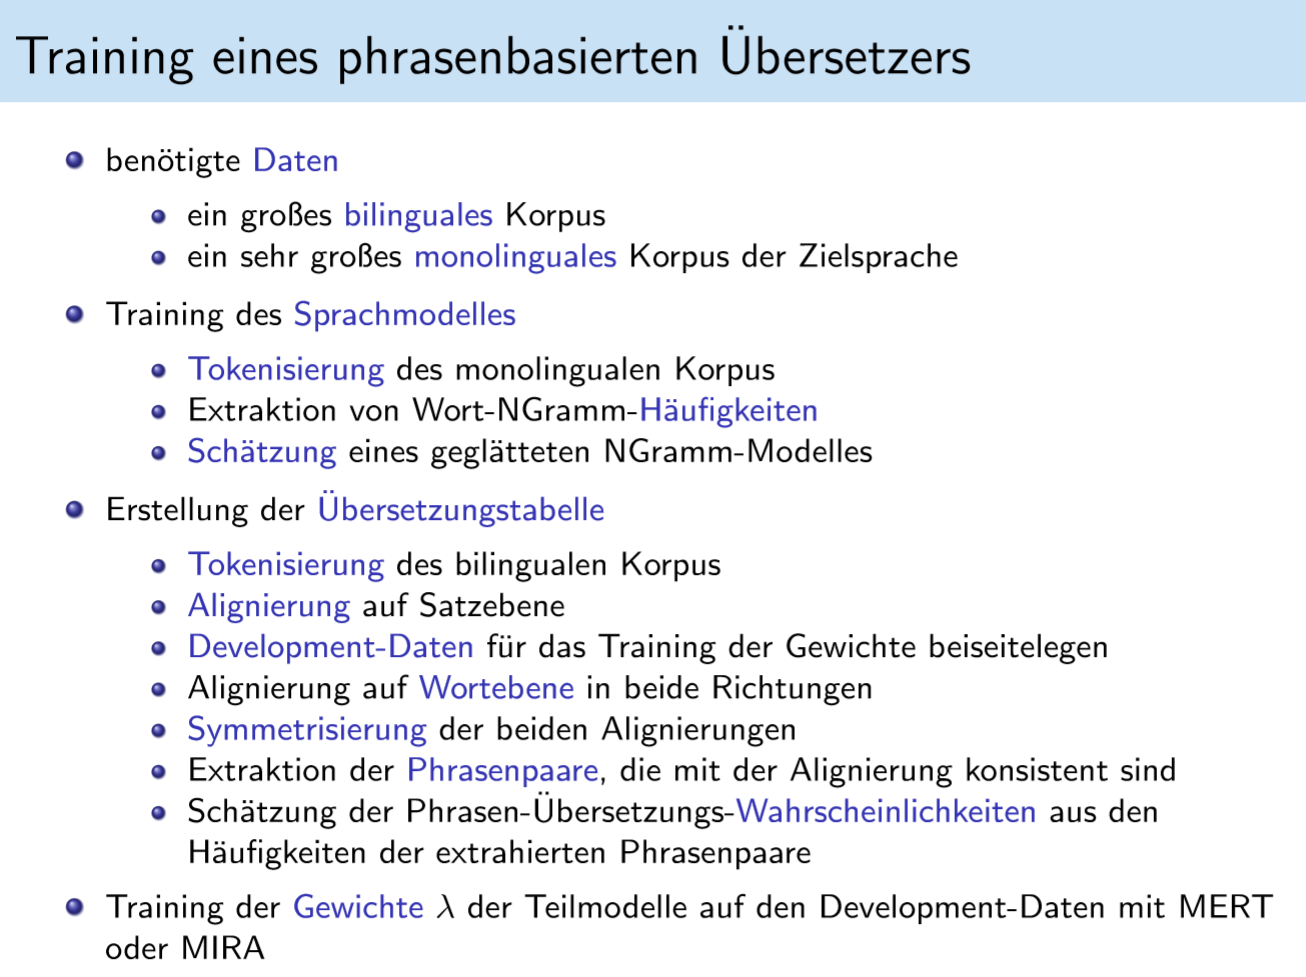 Training eines phrasenbasierten Übersetzers
benötigte Daten
ein großes bilinguales Korpus
ein sehr großes monolinguales Korpus der Zielsprache
Training des Sprachmodelles
Tokenisierung des monolingualen Korpus
Extraktion von Wort-NGramm-Häufigkeiten
Schätzung eines geglätteten NGramm-Modelles
Erstellung der Übersetzungstabelle
Tokenisierung des bilingualen Korpus
Alignierung auf Satzebene
Development-Daten für das Training der Gewichte beiseitelegen
Alignierung auf Wortebene in beide Richtungen
Symmetrisierung der beiden Alignierungen
Extraktion der Phrasenpaare, die mit der Alignierung konsistent sind
Schätzung der Phrasen-Übersetzungs-Wahrscheinlichkeiten aus den
Häufigkeiten der extrahierten Phrasenpaare
Training der Gewichte λ der Teilmodelle auf den Development-Daten mit MERT
oder MIRA